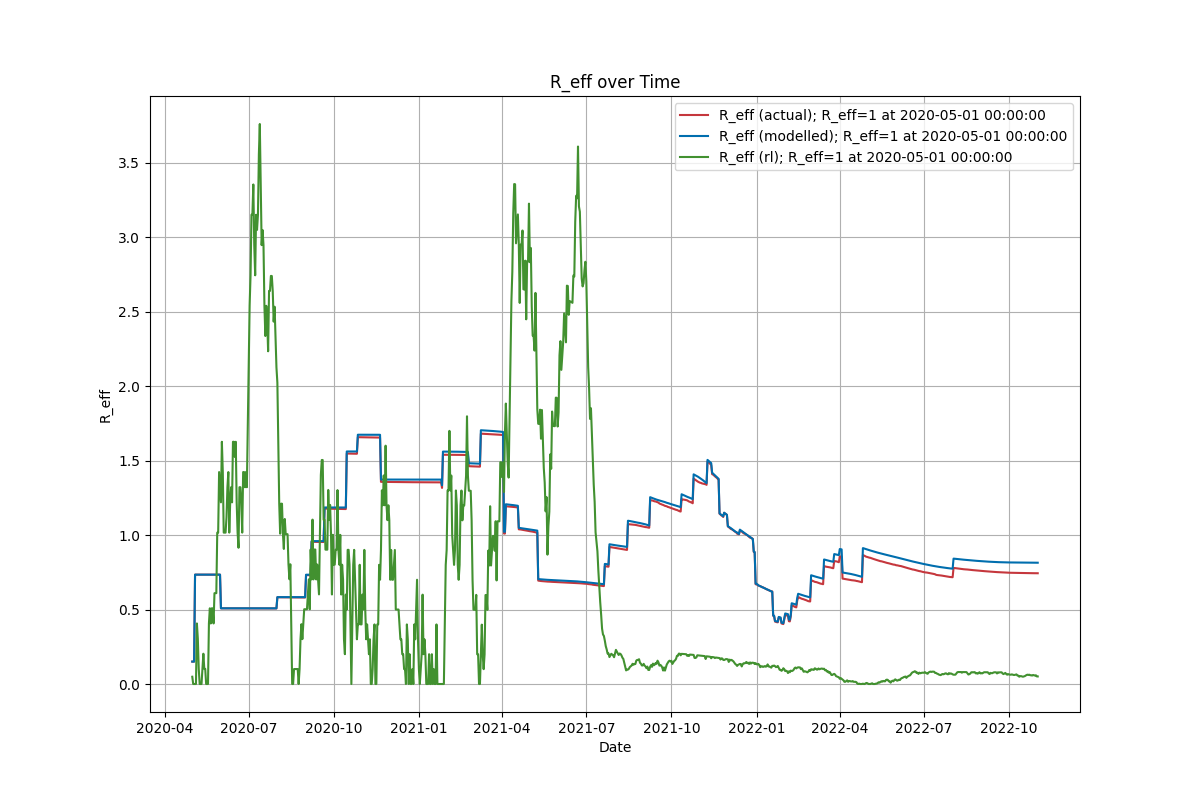 R_eff over Time
R_eff (actual); R_eff=1 at 2020-05-01 00:00:00
R_eff (modelled); R_eff=1 at 2020-05-01 00:00:00
R_eff (rl); R_eff=1 at 2020-05-01 00:00:00
R_eff
3.5
3.0
2.5
2.0
1.5
1.0
0.5
0.0
2020-04 2020-07 2020-10 2021-01 2021-04 2021-07 2021-10 2022-01 2022-04 2022-07 2022-10
Date